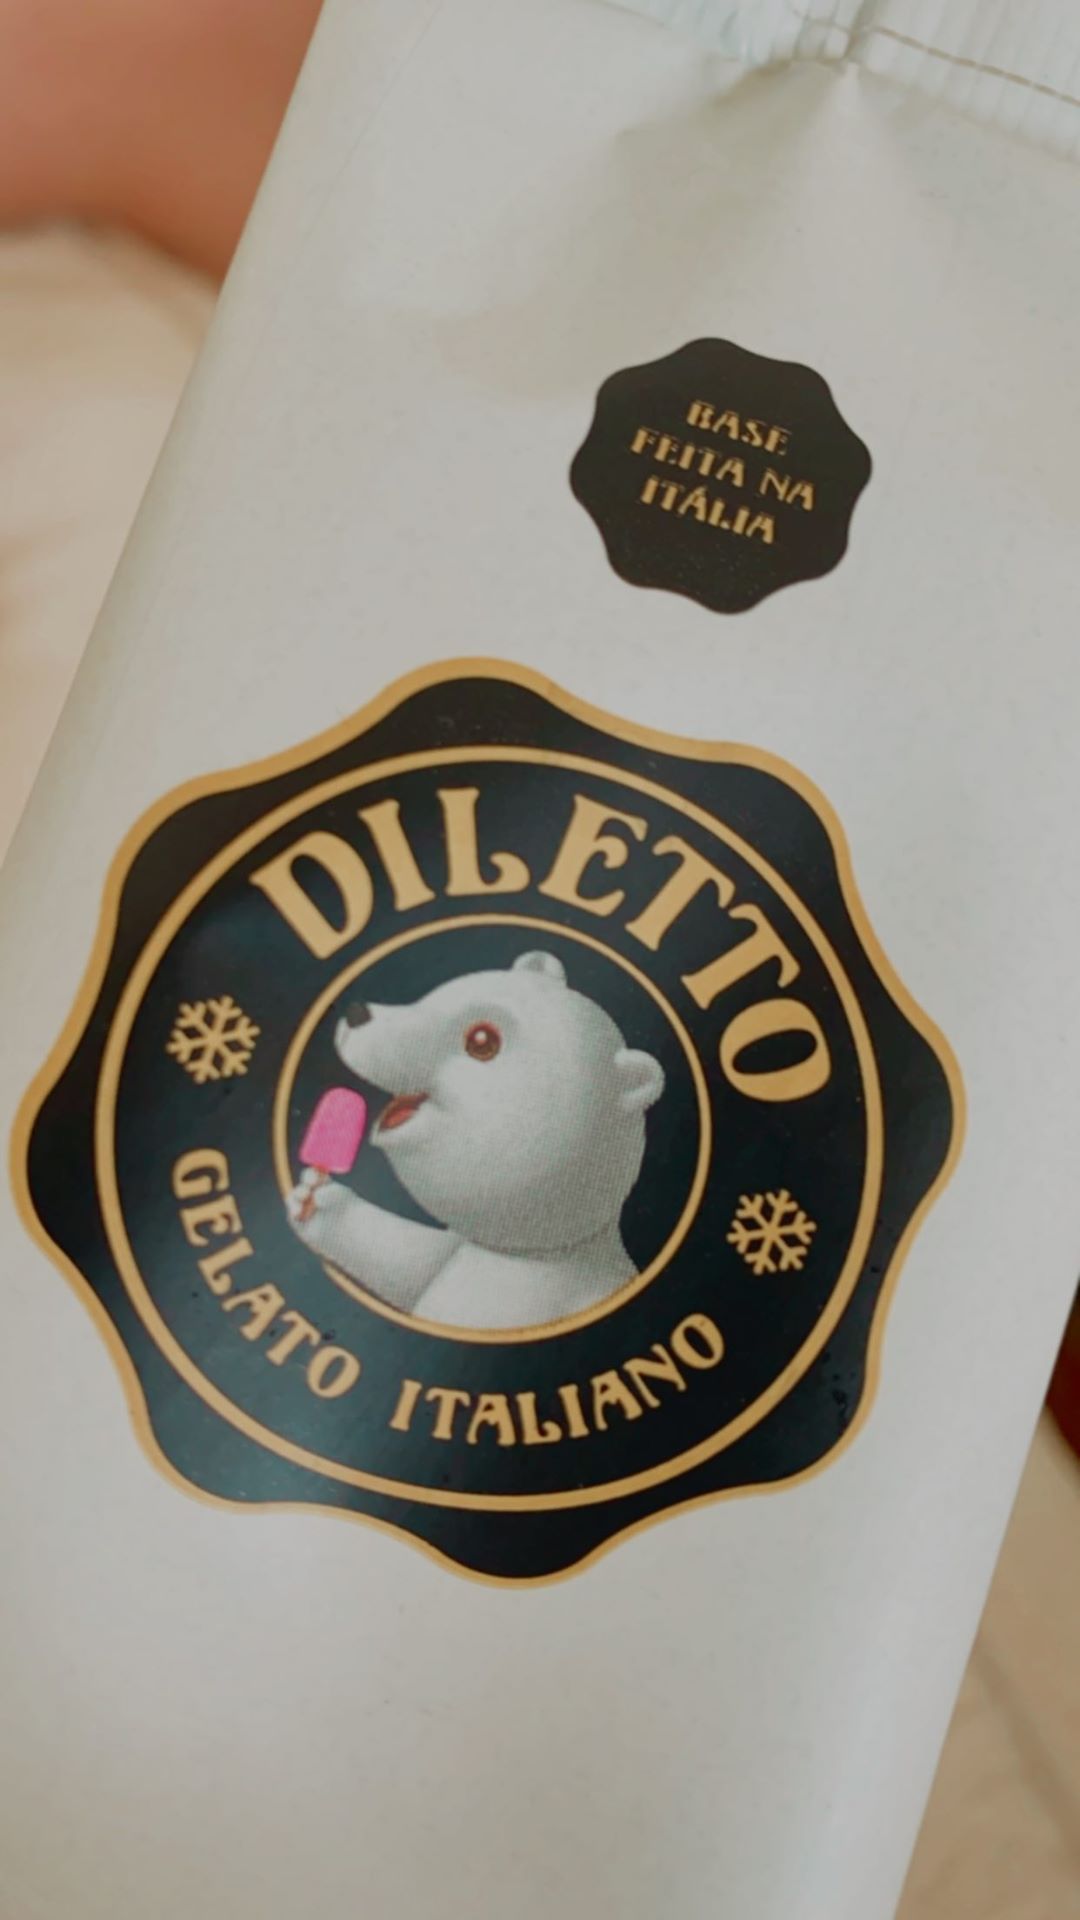 BASE
FEITA NA
ITÁLIA
DILETTO
GELATO ITALIANO